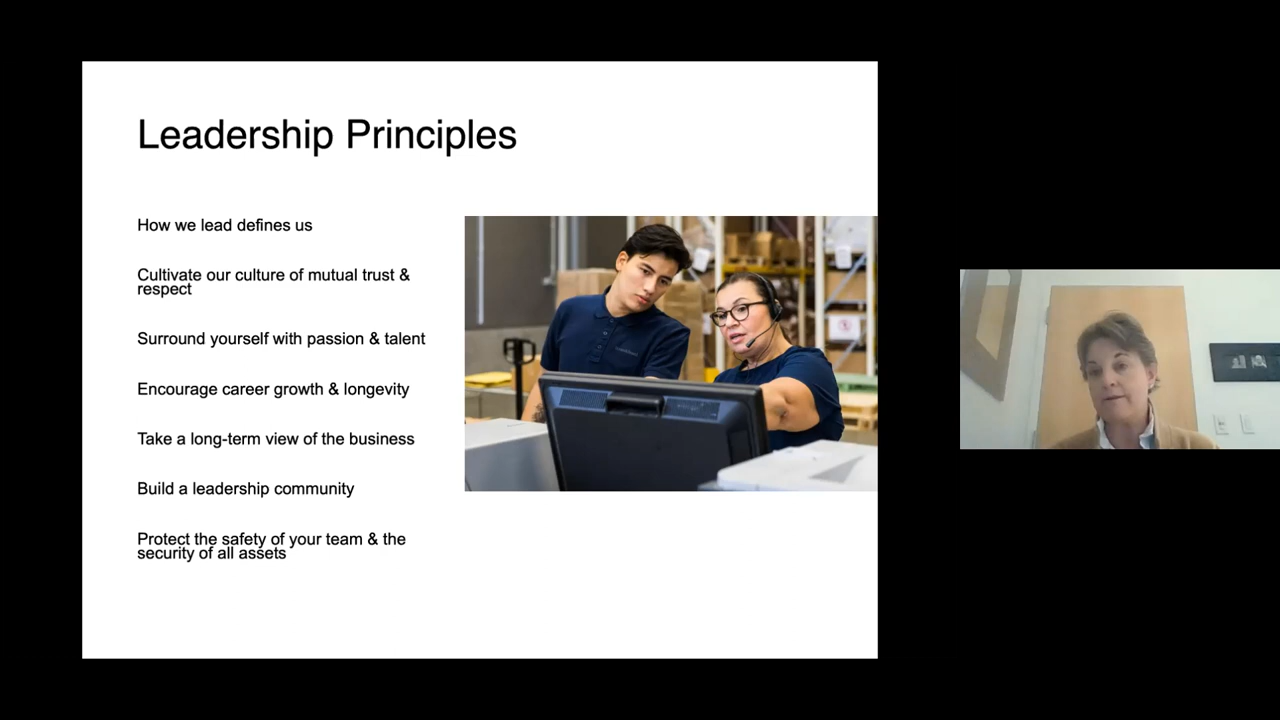 Leadership Principles
How we lead defines us
Cultivate our culture of mutual trust &
respect
Surround yourself with passion & talent
Encourage career growth & longevity
Take a long-term view of the business
Build a leadership community
Protect the safety of your team & the
security of all assets